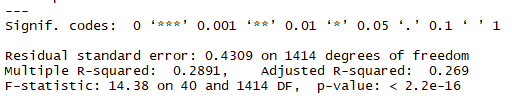 ---
Signif. codes:  0 ‘***’ 0.001 ‘**’ 0.01 ‘*’ 0.05 ‘.’ 0.1 ‘ ’ 1
Residual standard error: 0.4309 on 1414 degrees of freedom
Multiple R-squared:  0.2891,    Adjusted R-squared:  0.269
F-statistic: 14.38 on 40 and 1414 DF,  p-value: < 2.2e-16